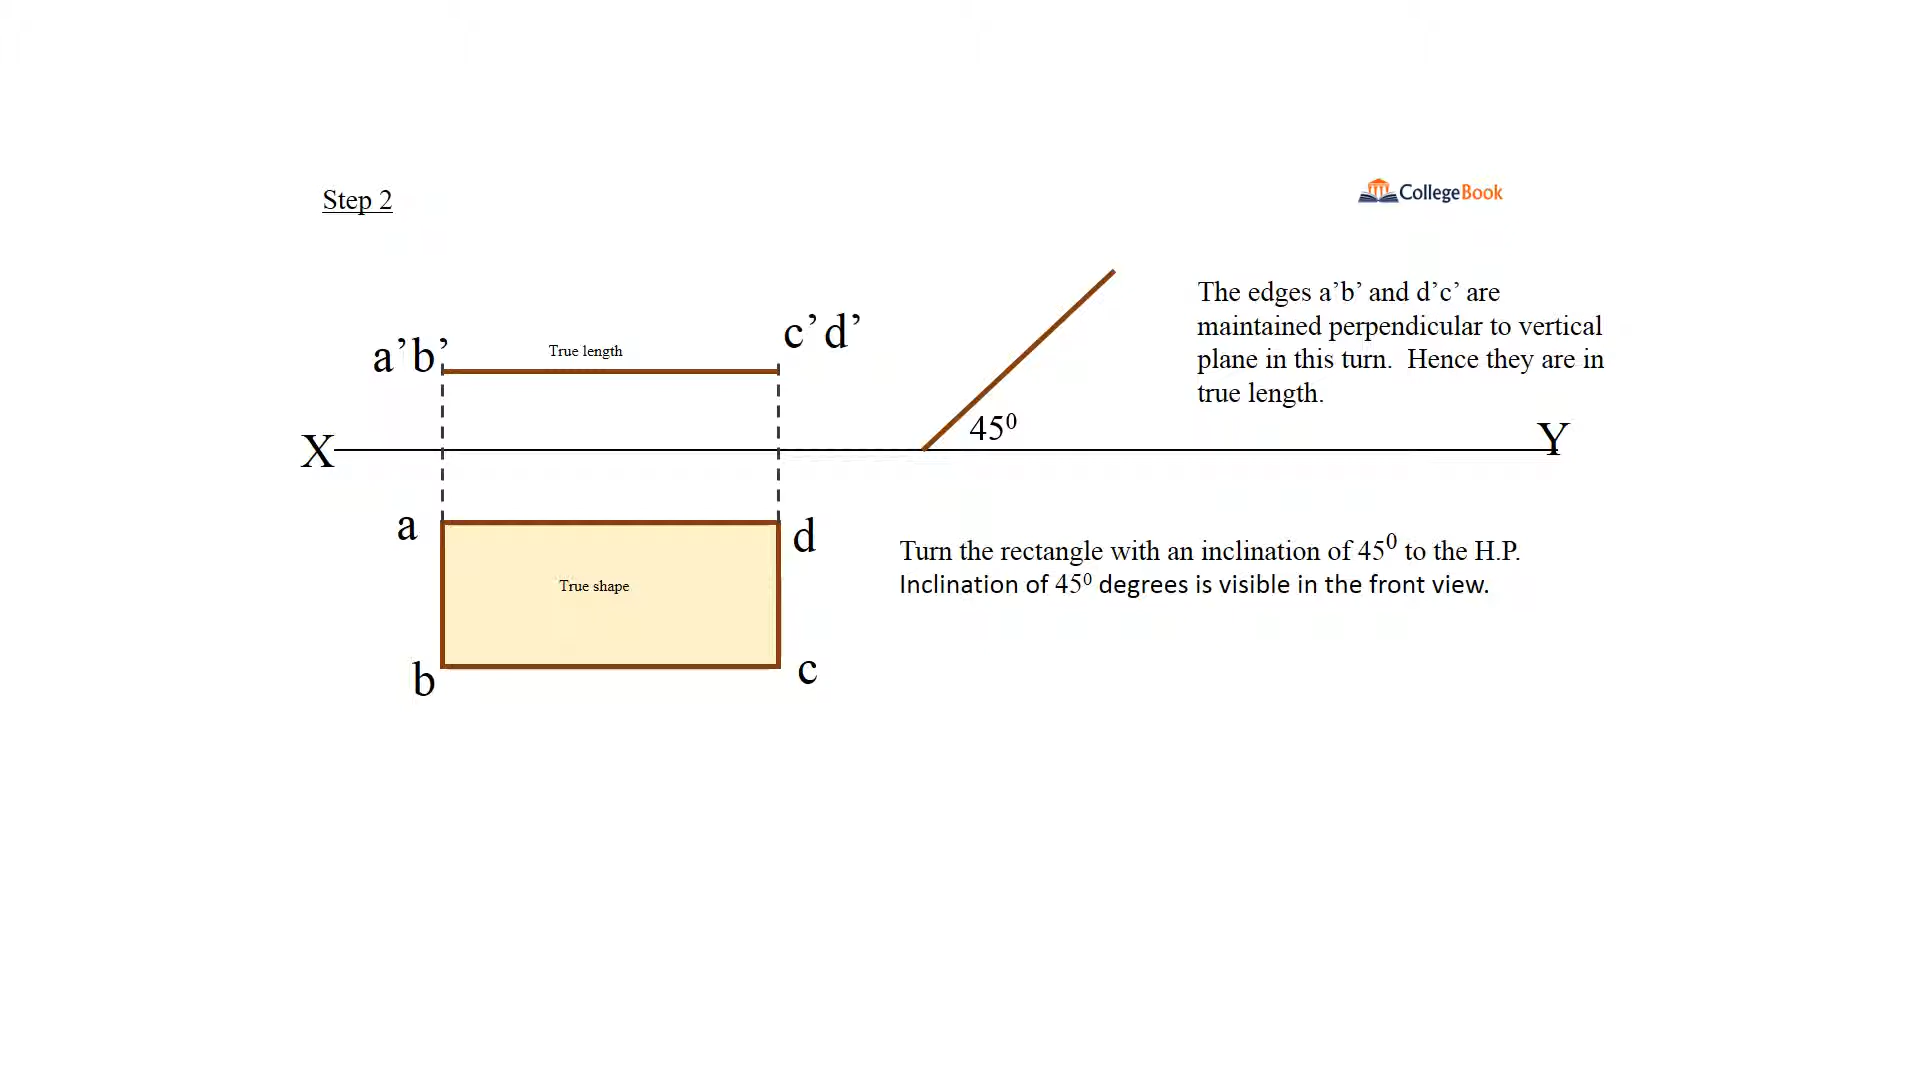 Step 2
CollegeBook
The edges a’b’ and d’c’ are
maintained perpendicular to vertical
plane in this turn. Hence they are in
true length.
a’b’
True length
c’d’
45⁰
X
Y
a
d
Turn the rectangle with an inclination of 45⁰ to the H.P.
Inclination of 45⁰ degrees is visible in the front view.
True shape
b
c